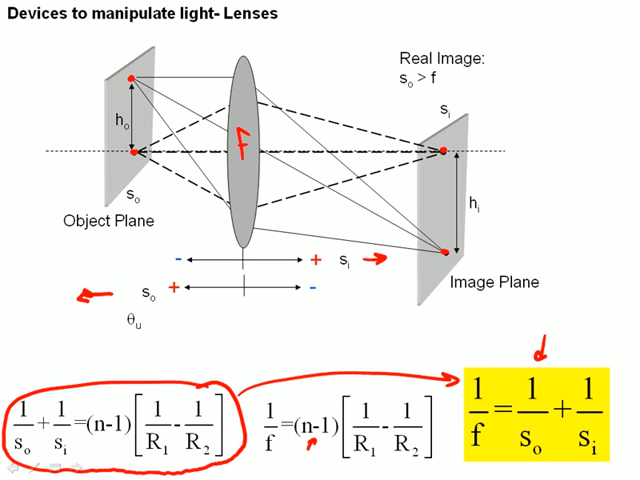 Devices to manipulate light- Lenses
Real Image:
sₒ > f
sᵢ
hₒ
F
sₒ
hᵢ
Object Plane
- + sᵢ
Image Plane
sₒ + -
θᵤ
1/sₒ + 1/sᵢ =(n-1) [ 1/R₁ - 1/R₂ ]
1/f =(n-1) [ 1/R₁ - 1/R₂ ]
1/f = 1/sₒ + 1/sᵢ